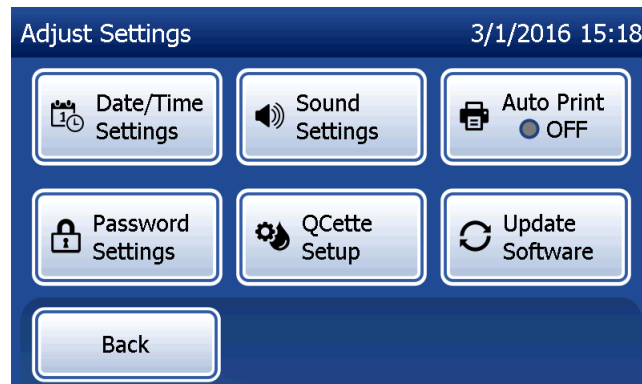 Adjust Settings 3/1/2016 15:18
Date/Time
Settings
Sound
Settings
Auto Print
OFF
Password
Settings
QCette
Setup
Update
Software
Back